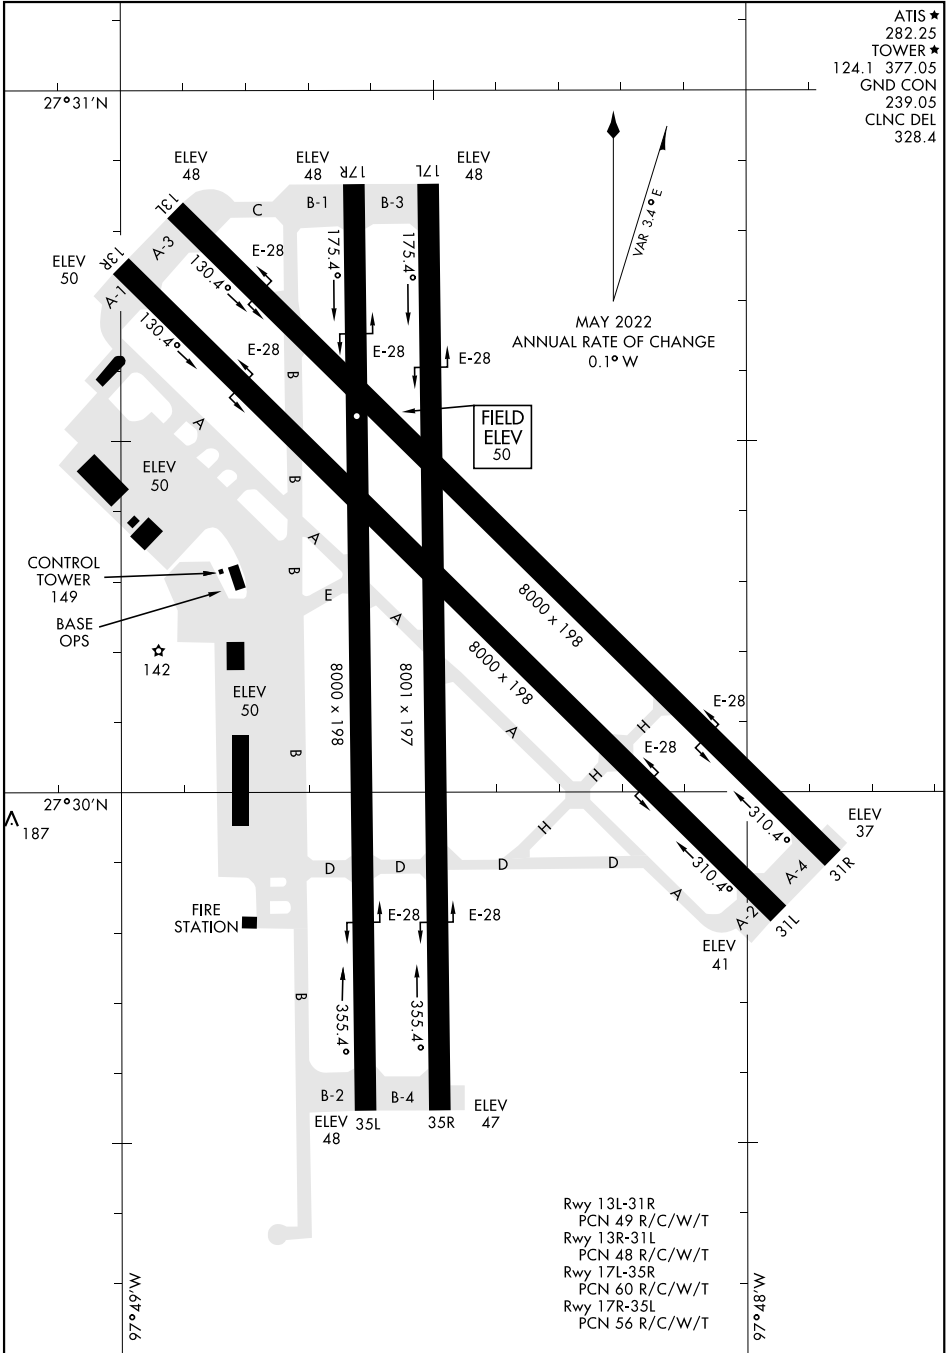 ATIS ★
282.25
TOWER ★
124.1 377.05
GND CON
239.05
CLNC DEL
328.4
27°31'N
ELEV
48
ELEV
48
17R
17L
ELEV
48
13L
C
B-1
B-3
VAR 3.4° E
ELEV
50
13R
A-3
E-28
A-1
130.4°
175.4°
175.4°
130.4°
MAY 2022
ANNUAL RATE OF CHANGE
0.1° W
E-28
E-28
E-28
B
A
FIELD
ELEV
50
ELEV
50
B
A
CONTROL
TOWER
149
B
E
A
8000 x 198
BASE
OPS
142
ELEV
50
8000 x 198
8001 x 197
8000 x 198
E-28
H
A
B
E-28
H
27°30'N
187
H
310.4°
ELEV
37
D
D
D
D
310.4°
A-4
31R
A
A-2
31L
FIRE
STATION
E-28
E-28
ELEV
41
B
355.4°
355.4°
B-2
B-4
ELEV
48
35L
35R
ELEV
47
Rwy 13L-31R
PCN 49 R/C/W/T
Rwy 13R-31L
PCN 48 R/C/W/T
Rwy 17L-35R
PCN 60 R/C/W/T
Rwy 17R-35L
PCN 56 R/C/W/T
97°49'W
97°48'W